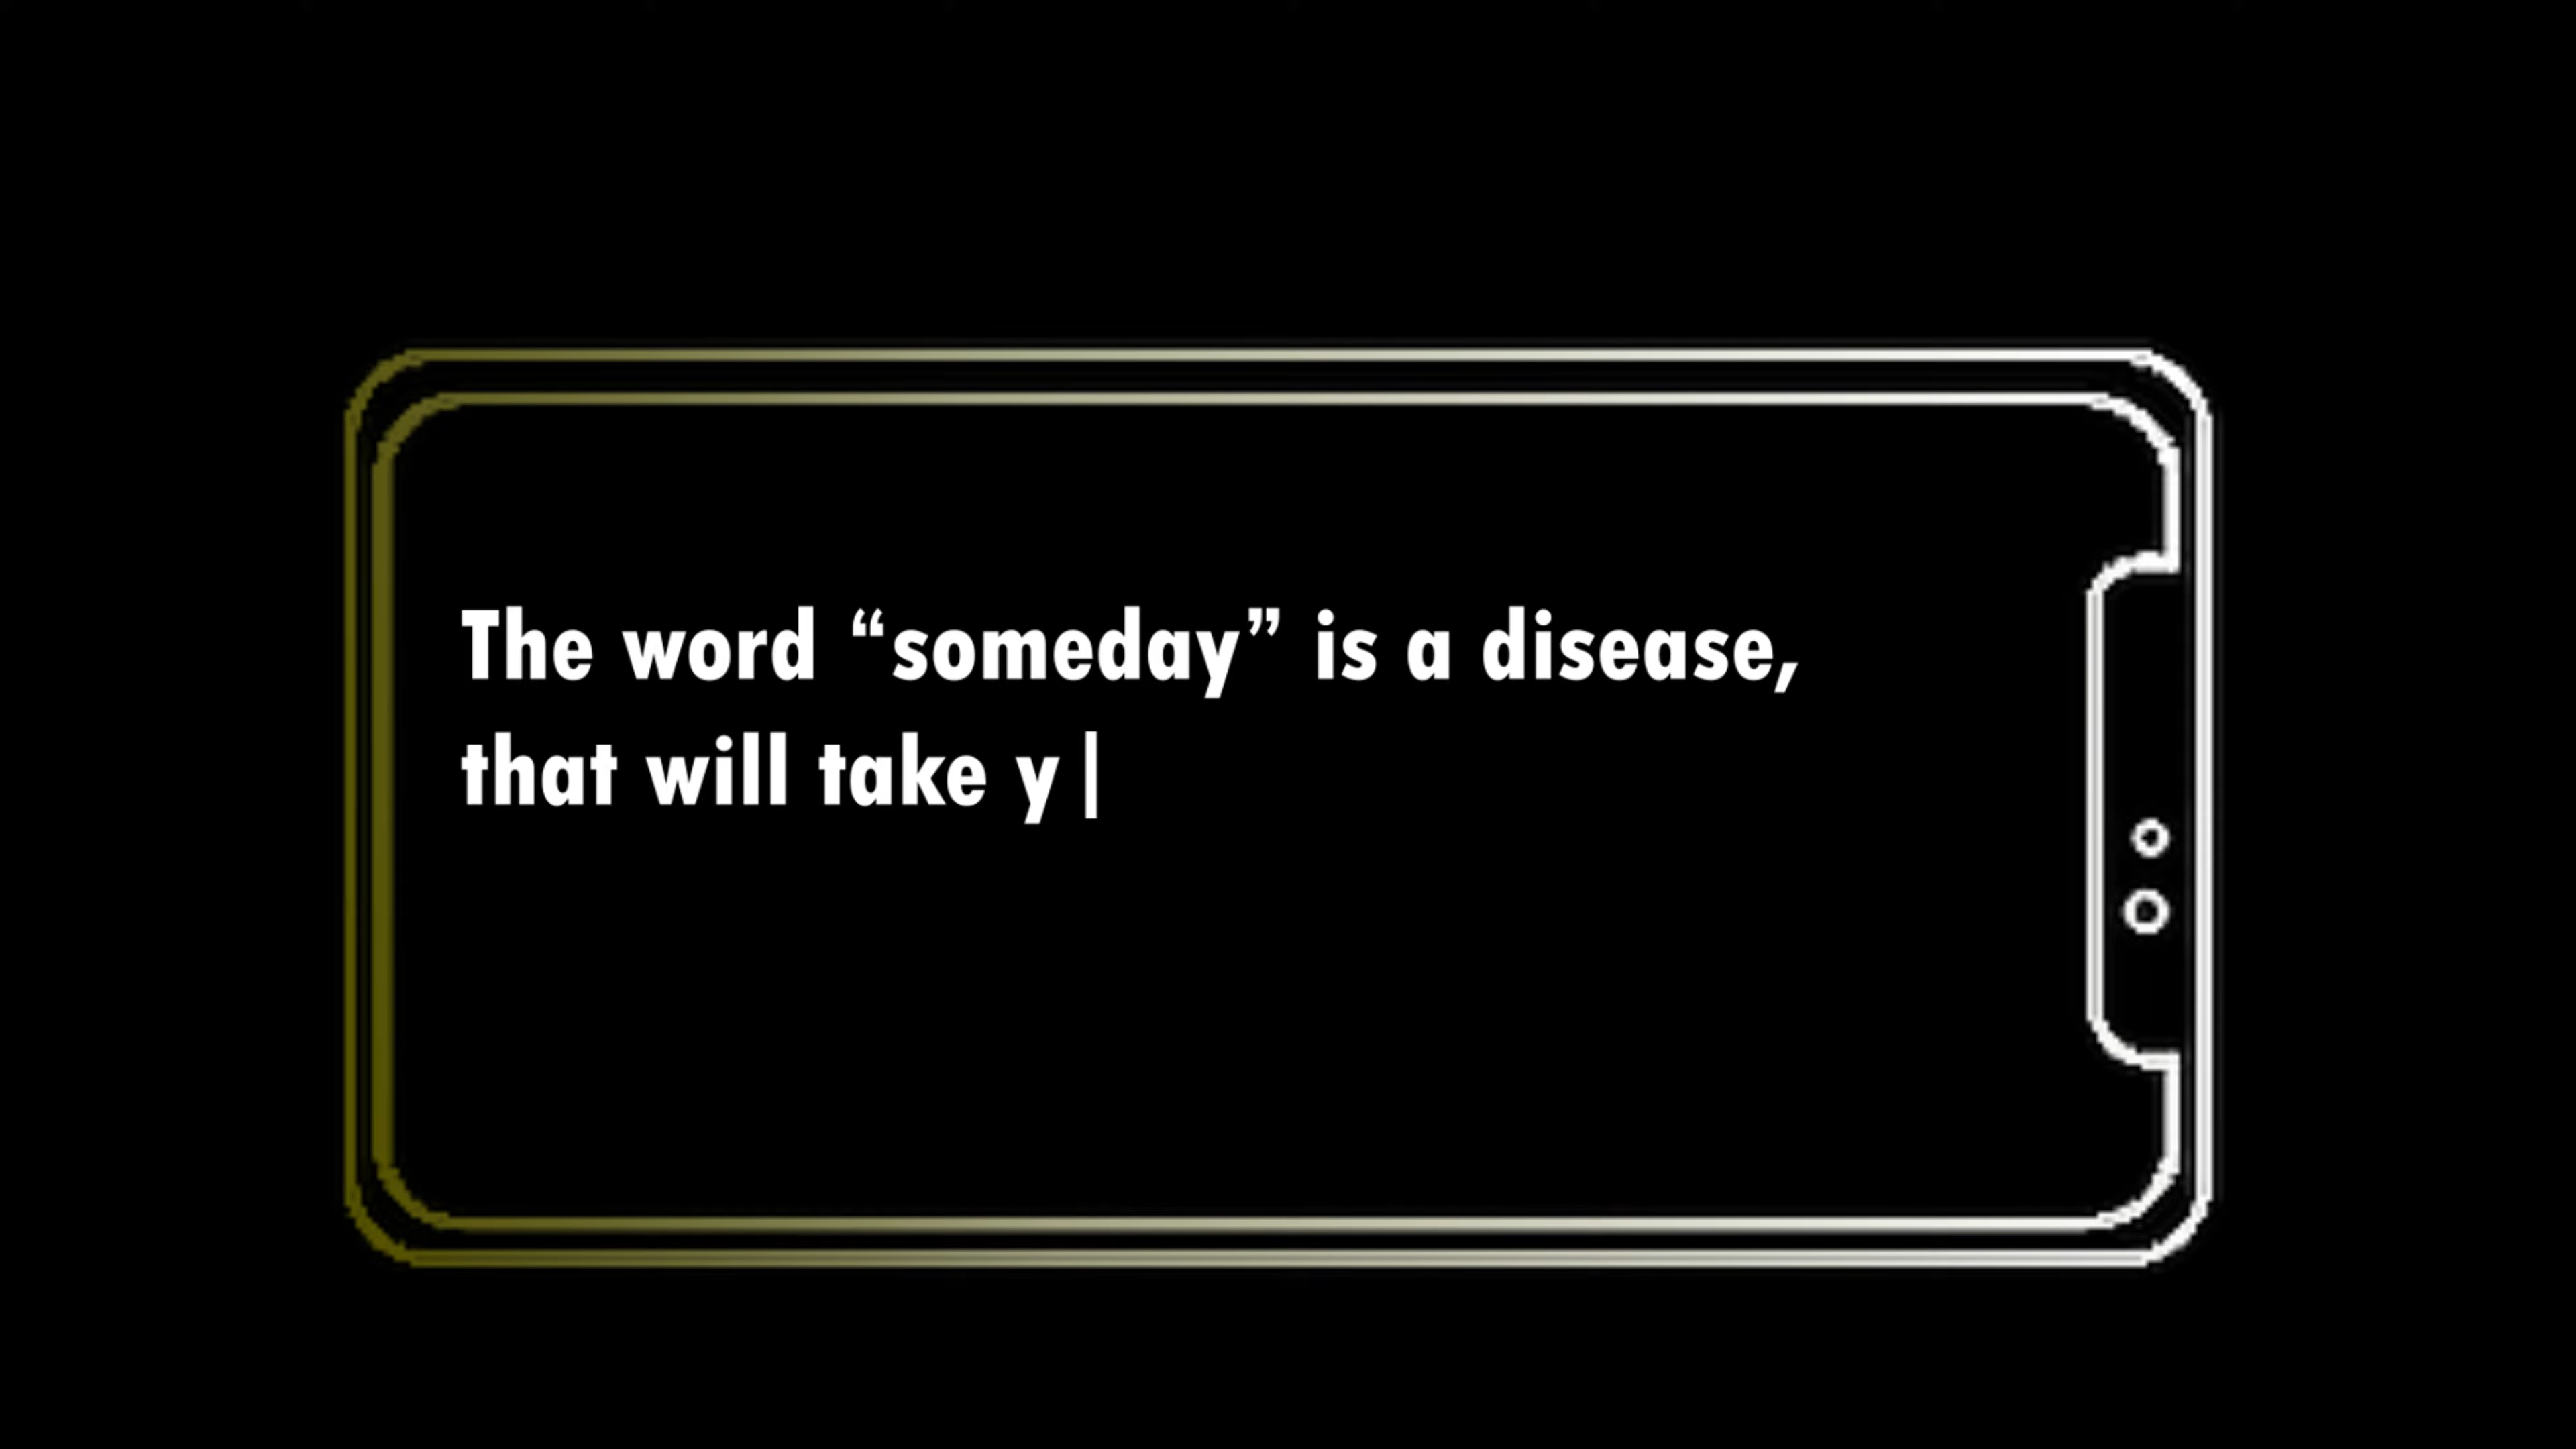 The word “someday” is a disease,
that will take y|